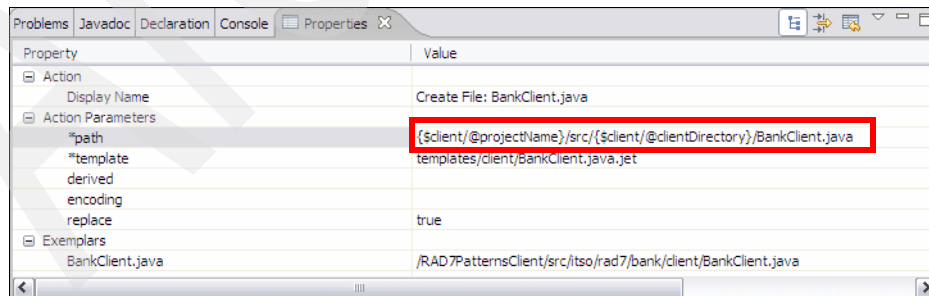 Problems Javadoc Declaration Console Properties
Property Value
Action
Display Name Create File: BankClient.java
Action Parameters
*path {$client/@projectName}/src/{$client/@clientDirectory}/BankClient.java
*template templates/client/BankClient.java.jet
derived
encoding
replace true
Exemplars
BankClient.java /RAD7PatternsClient/src/itso/rad7/bank/client/BankClient.java